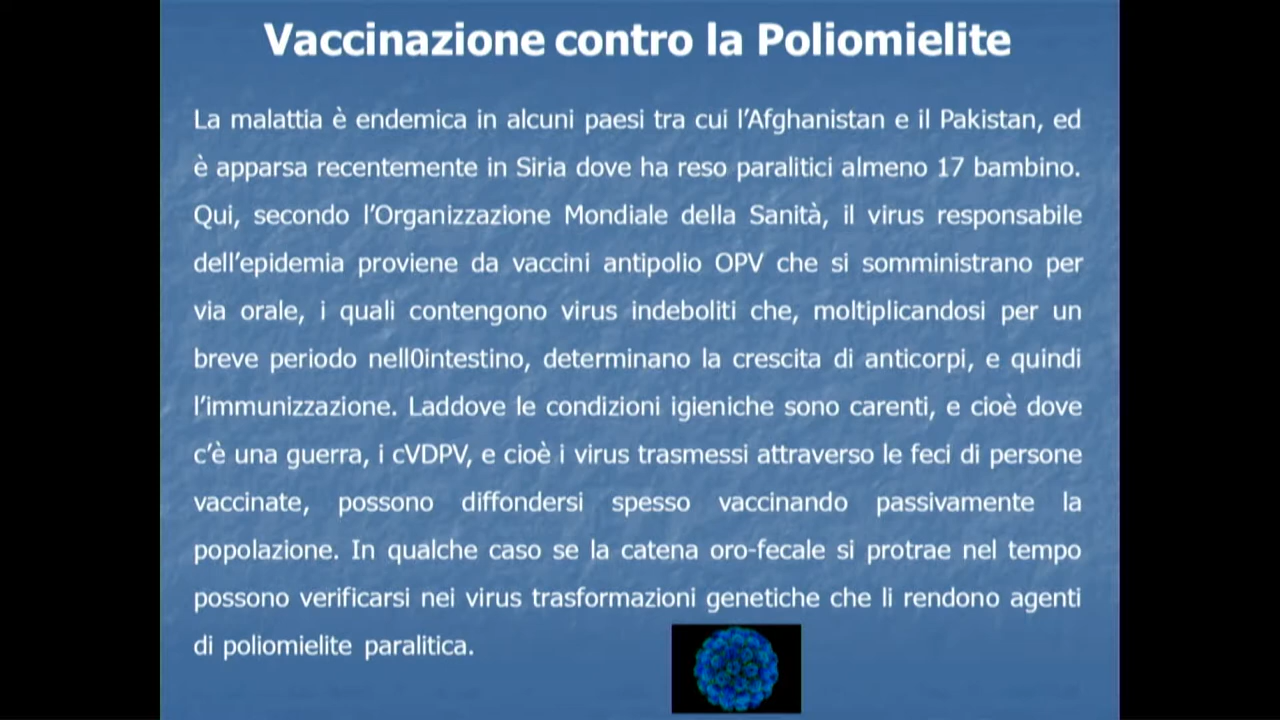 Vaccinazione contro la Poliomielite
La malattia è endemica in alcuni paesi tra cui l'Afghanistan e il Pakistan, ed
è apparsa recentemente in Siria dove ha reso paralitici almeno 17 bambino.
Qui, secondo l'Organizzazione Mondiale della Sanità, il virus responsabile
dell'epidemia proviene da vaccini antipolio OPV che si somministrano per
via orale, i quali contengono virus indeboliti che, moltiplicandosi per un
breve periodo nell0intestino, determinano la crescita di anticorpi, e quindi
l'immunizzazione. Laddove le condizioni igieniche sono carenti, e cioè dove
c'è una guerra, i cVDPV, e cioè i virus trasmessi attraverso le feci di persone
vaccinate, possono diffondersi spesso vaccinando passivamente la
popolazione. In qualche caso se la catena oro-fecale si protrae nel tempo
possono verificarsi nei virus trasformazioni genetiche che li rendono agenti
di poliomielite paralitica.